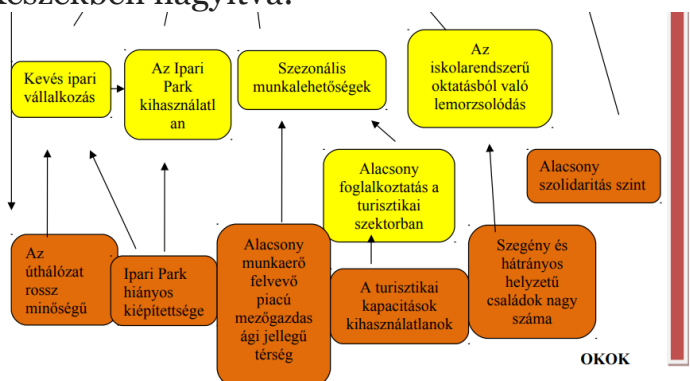 részekben nagyítva:
Kevés ipari
vállalkozás
Az Ipari
Park
kihasználatl
an
Szezonális
munkalehetőségek
Az
iskolarendszerű
oktatásból való
lemorzsolódás
Alacsony
foglalkoztatás a
turisztikai
szektorban
Alacsony
szolidaritás szint
Az
úthálózat
rossz
minőségű
Ipari Park
hiányos
kiépítettsége
Alacsony
munkaerő
felvevő
piacú
mezőgazdas
ági jellegű
térség
A turisztikai
kapacitások
kihasználatlanok
Szegény és
hátrányos
helyzetű
családok nagy
száma
OKOK